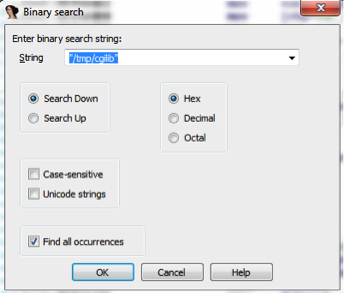 Binary search
Enter binary search string:
String "/tmp/cgilib"
Search Down
Search Up
Hex
Decimal
Octal
Case-sensitive
Unicode strings
Find all occurrences
OK Cancel Help